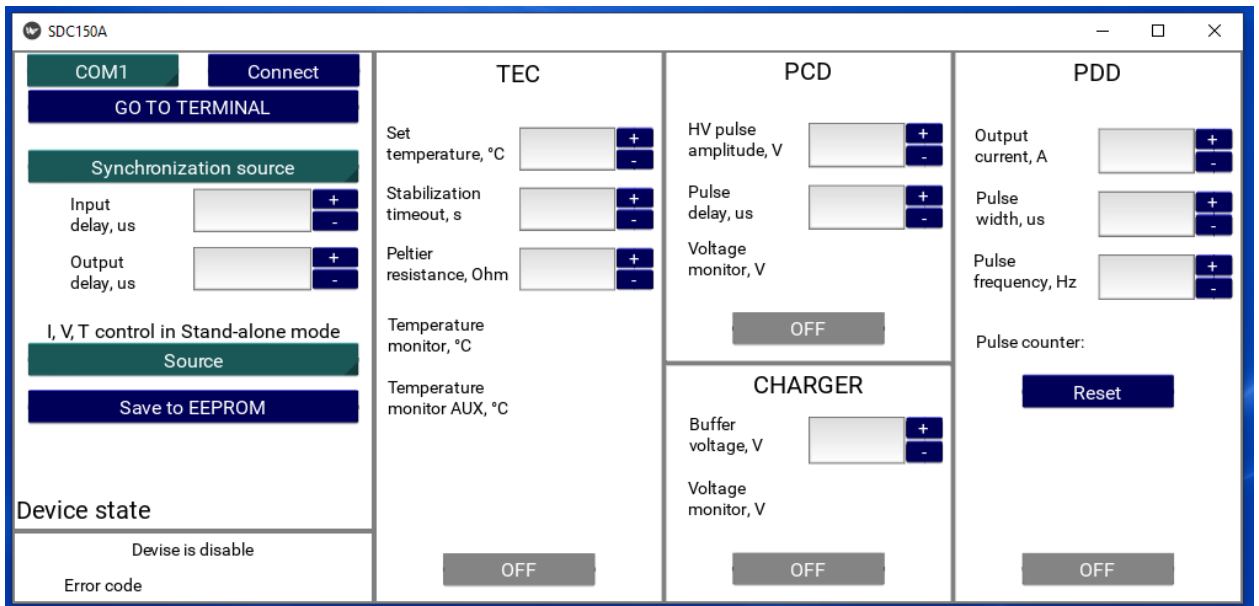 SDC150A
COM1
Connect
GO TO TERMINAL
Synchronization source
Input
delay, us
+
-
Output
delay, us
+
-
I, V, T control in Stand-alone mode
Source
Save to EEPROM
Device state
Devise is disable
Error code
TEC
Set
temperature, °C
+
-
Stabilization
timeout, s
+
-
Peltier
resistance, Ohm
+
-
Temperature
monitor, °C
Temperature
monitor AUX, °C
OFF
PCD
HV pulse
amplitude, V
+
-
Pulse
delay, us
+
-
Voltage
monitor, V
OFF
CHARGER
Buffer
voltage, V
+
-
Voltage
monitor, V
OFF
PDD
Output
current, A
+
-
Pulse
width, us
+
-
Pulse
frequency, Hz
+
-
Pulse counter:
Reset
OFF